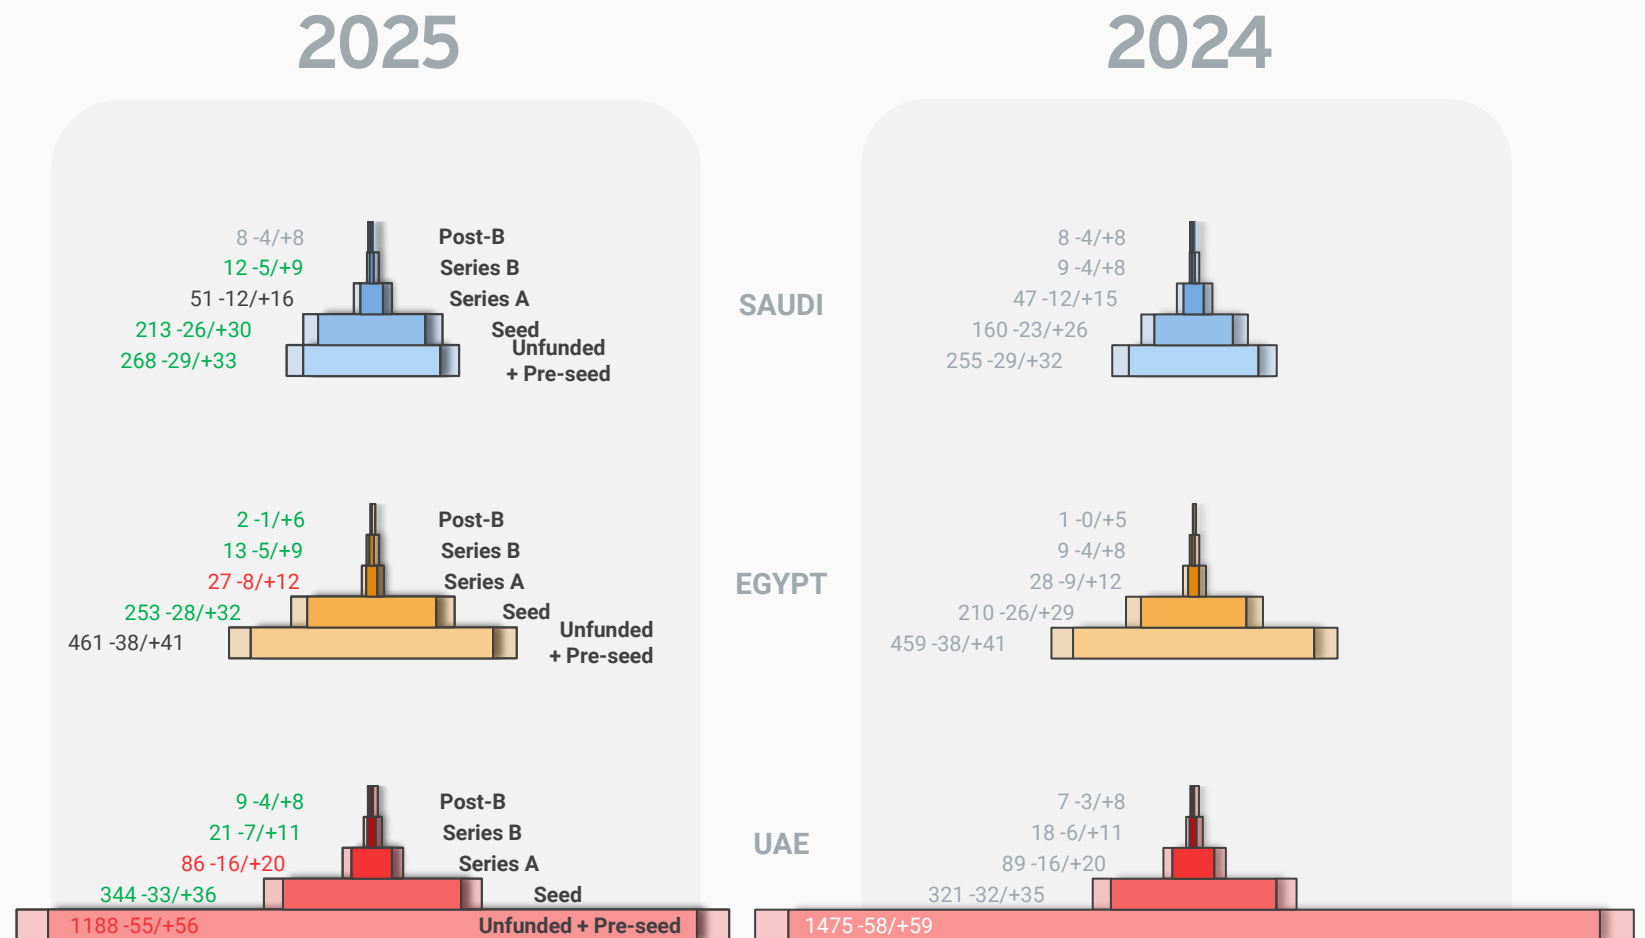 2025 2024
8 -4/+8 Post-B 8 -4/+8
12 -5/+9 Series B 9 -4/+8
51 -12/+16 Series A SAUDI 47 -12/+15
213 -26/+30 Seed 160 -23/+26
Unfunded
268 -29/+33 255 -29/+32
+ Pre-seed
2 -1/+6 Post-B 1 -0/+5
13 -5/+9 Series B 9 -4/+8
27 -8/+12 Series A EGYPT 28 -9/+12
253 -28/+32 Seed 210 -26/+29
Unfunded
461 -38/+41 459 -38/+41
+ Pre-seed
9 -4/+8 Post-B 7 -3/+8
21 -7/+11 Series B UAE 18 -6/+11
86 -16/+20 Series A 89 -16/+20
344 -33/+36 Seed 321 -32/+35
1188 -55/+56 Unfunded + Pre-seed 1475 -58/+59